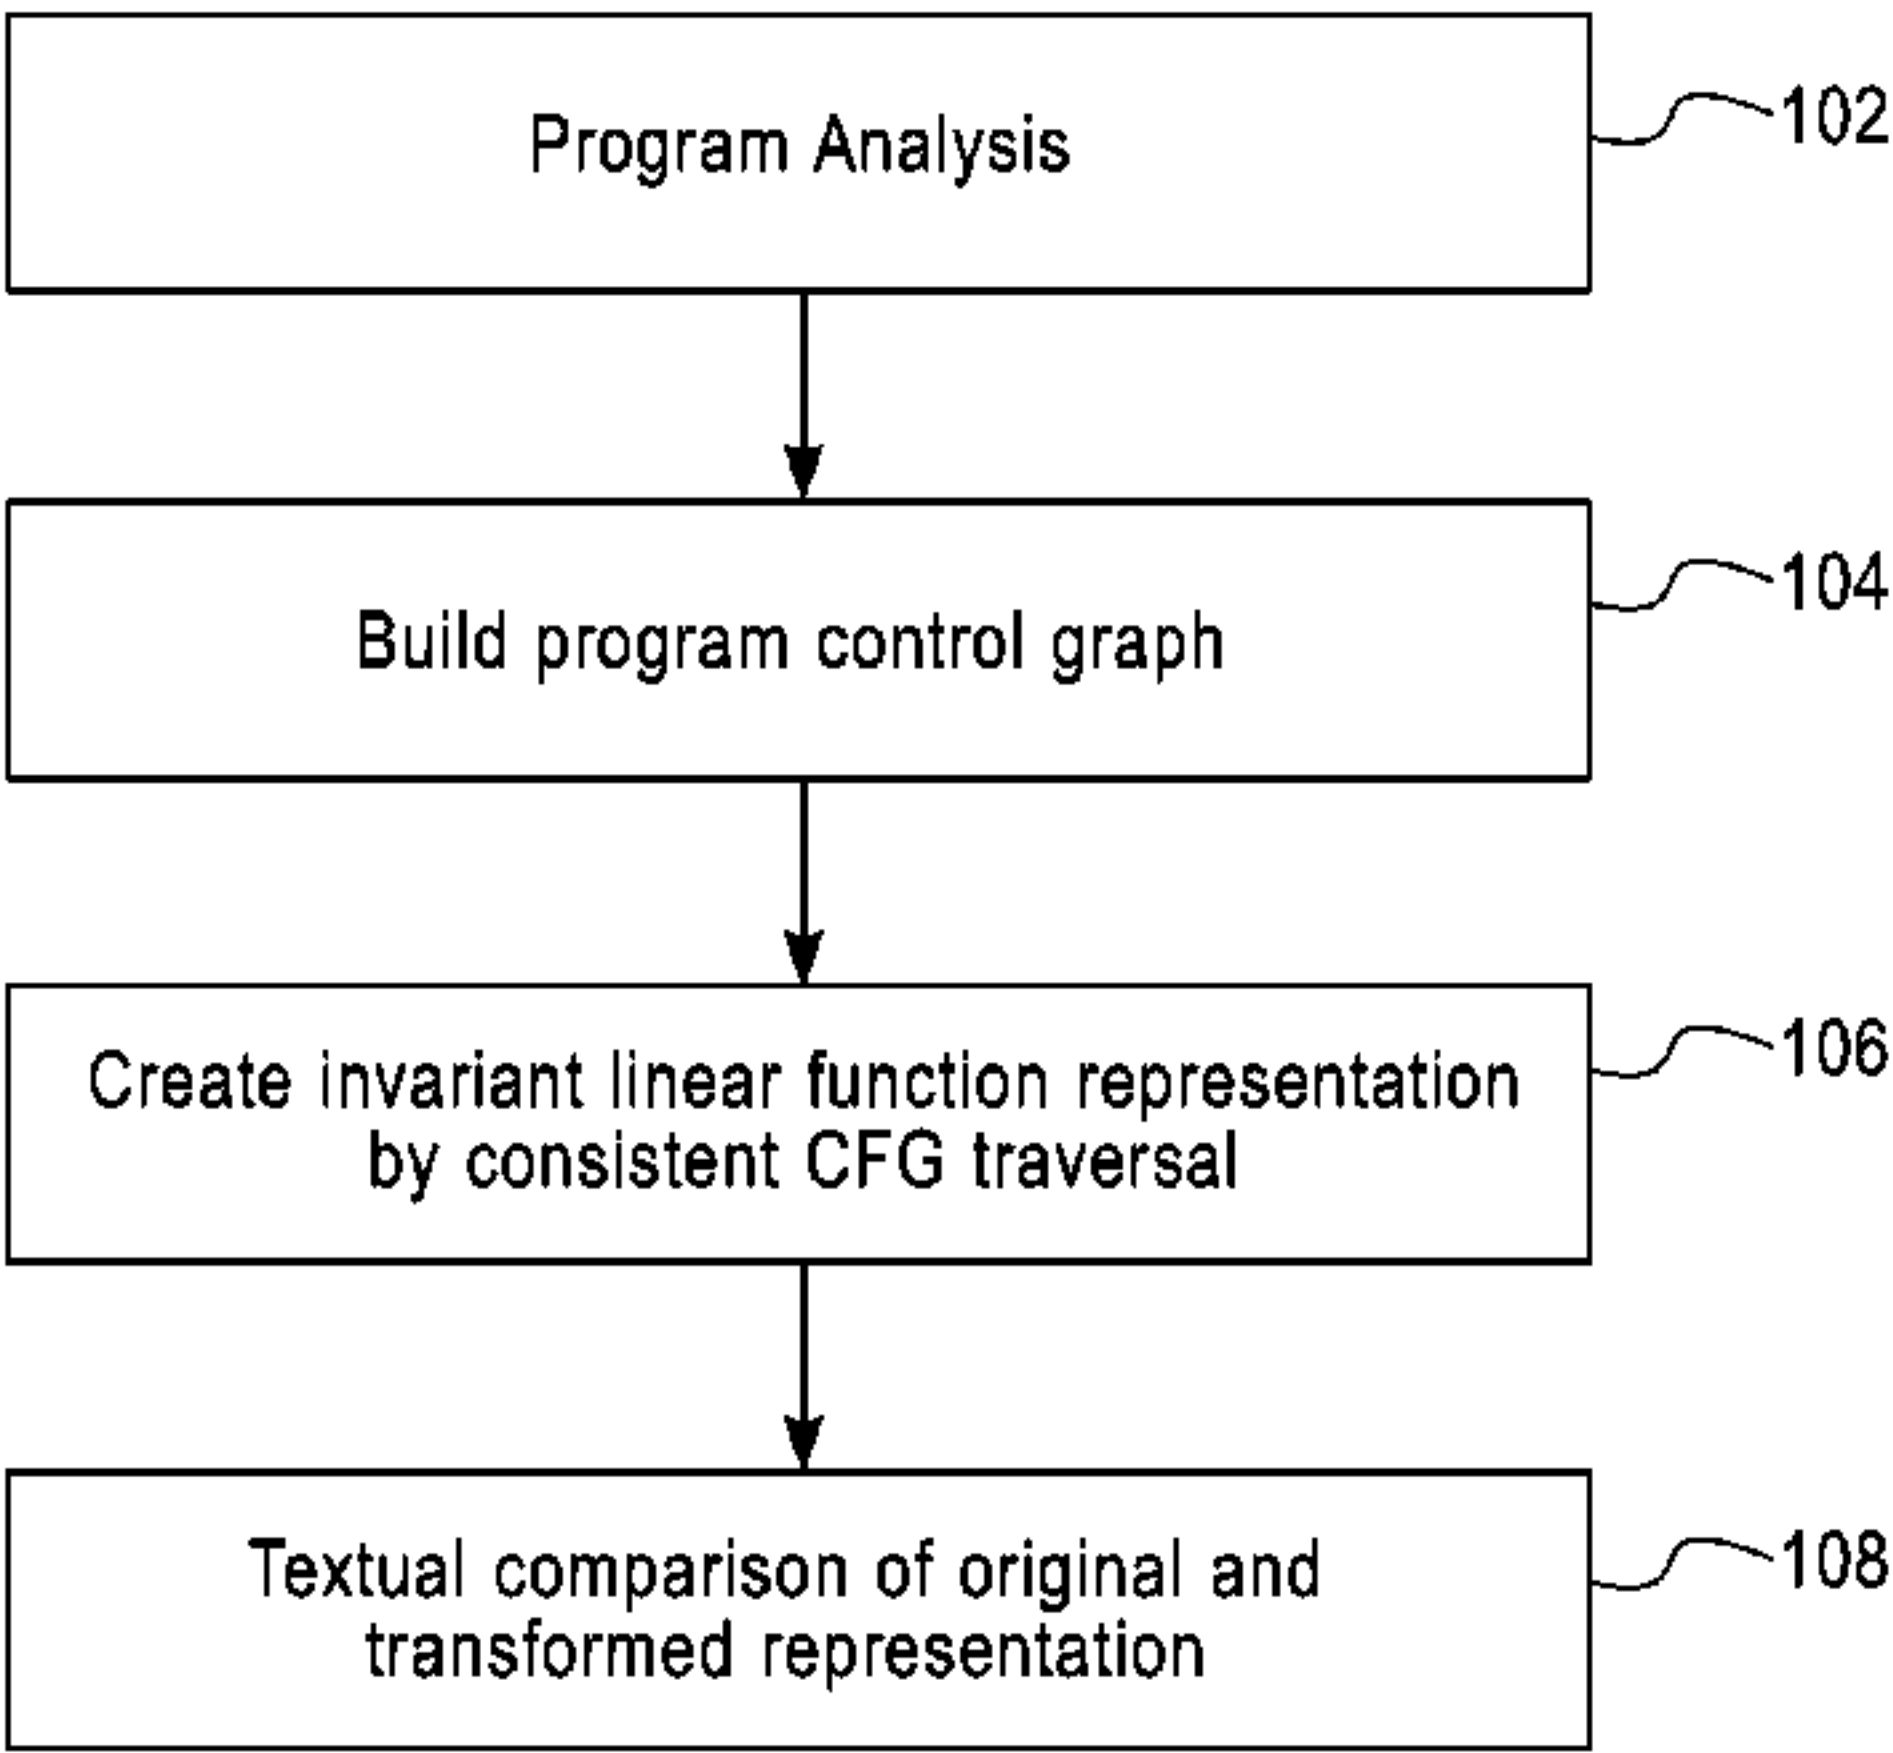 Program Analysis
102
Build program control graph
104
Create invariant linear function representation
by consistent CFG traversal
106
Textual comparison of original and
transformed representation
108